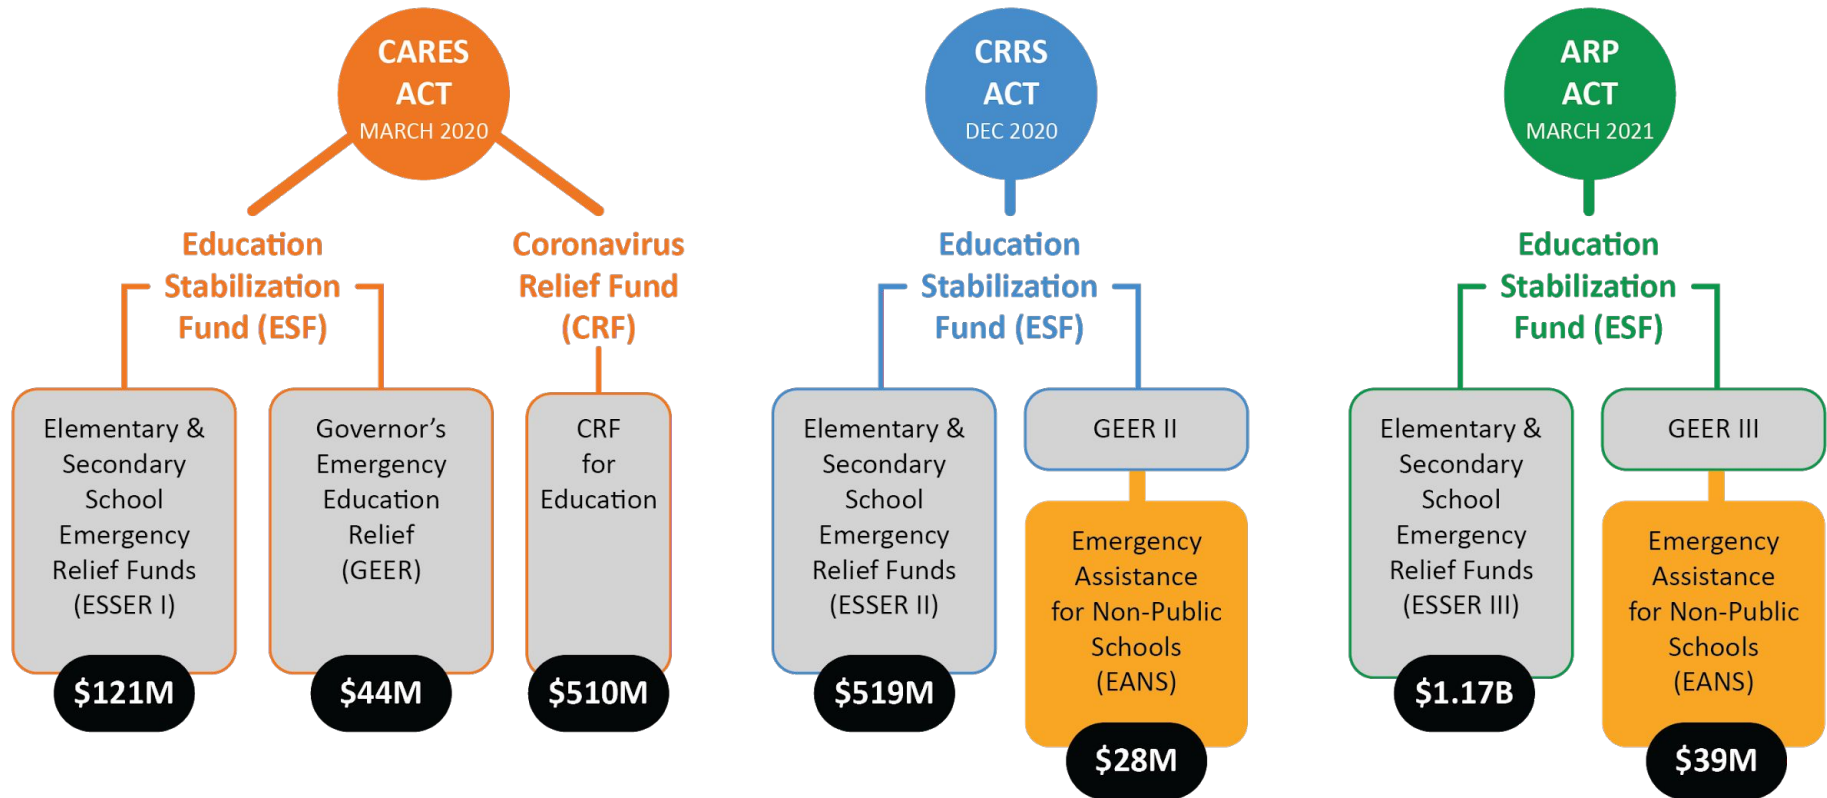 CARES
ACT
MARCH 2020
Education
Stabilization
Fund (ESF)
Coronavirus
Relief Fund
(CRF)
Elementary &
Secondary
School
Emergency
Relief Funds
(ESSER I)
$121M
Governor’s
Emergency
Education
Relief
(GEER)
$44M
CRF
for
Education
$510M
CRRS
ACT
DEC 2020
Education
Stabilization
Fund (ESF)
Elementary &
Secondary
School
Emergency
Relief Funds
(ESSER II)
$519M
GEER II
Emergency
Assistance
for Non-Public
Schools
(EANS)
$28M
ARP
ACT
MARCH 2021
Education
Stabilization
Fund (ESF)
Elementary &
Secondary
School
Emergency
Relief Funds
(ESSER III)
$1.17B
GEER III
Emergency
Assistance
for Non-Public
Schools
(EANS)
$39M